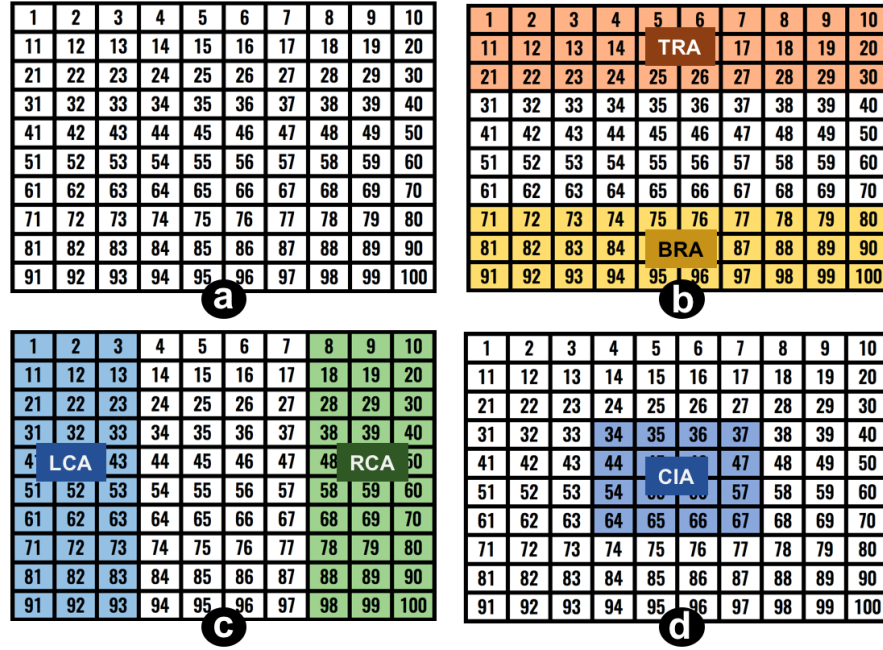 1 2 3 4 5 6 7 8 9 10
11 12 13 14 15 16 17 18 19 20
21 22 23 24 25 26 27 28 29 30
31 32 33 34 35 36 37 38 39 40
41 42 43 44 45 46 47 48 49 50
51 52 53 54 55 56 57 58 59 60
61 62 63 64 65 66 67 68 69 70
71 72 73 74 75 76 77 78 79 80
81 82 83 84 85 86 87 88 89 90
91 92 93 94 95 96 97 98 99 100
a
1 2 3 4 5 6 7 8 9 10
11 12 13 14 TRA 17 18 19 20
21 22 23 24 25 26 27 28 29 30
31 32 33 34 35 36 37 38 39 40
41 42 43 44 45 46 47 48 49 50
51 52 53 54 55 56 57 58 59 60
61 62 63 64 65 66 67 68 69 70
71 72 73 74 75 76 77 78 79 80
81 82 83 84 BRA 87 88 89 90
91 92 93 94 95 96 97 98 99 100
b
1 2 3 4 5 6 7 8 9 10
11 12 13 14 15 16 17 18 19 20
21 22 23 24 25 26 27 28 29 30
31 32 33 34 35 36 37 38 39 40
LCA 43 44 45 46 47 48 RCA 50
51 52 53 54 55 56 57 58 59 60
61 62 63 64 65 66 67 68 69 70
71 72 73 74 75 76 77 78 79 80
81 82 83 84 85 86 87 88 89 90
91 92 93 94 95 96 97 98 99 100
c
1 2 3 4 5 6 7 8 9 10
11 12 13 14 15 16 17 18 19 20
21 22 23 24 25 26 27 28 29 30
31 32 33 34 35 36 37 38 39 40
41 42 43 44 CIA 47 48 49 50
51 52 53 54 57 58 59 60
61 62 63 64 65 66 67 68 69 70
71 72 73 74 75 76 77 78 79 80
81 82 83 84 85 86 87 88 89 90
91 92 93 94 95 96 97 98 99 100
d